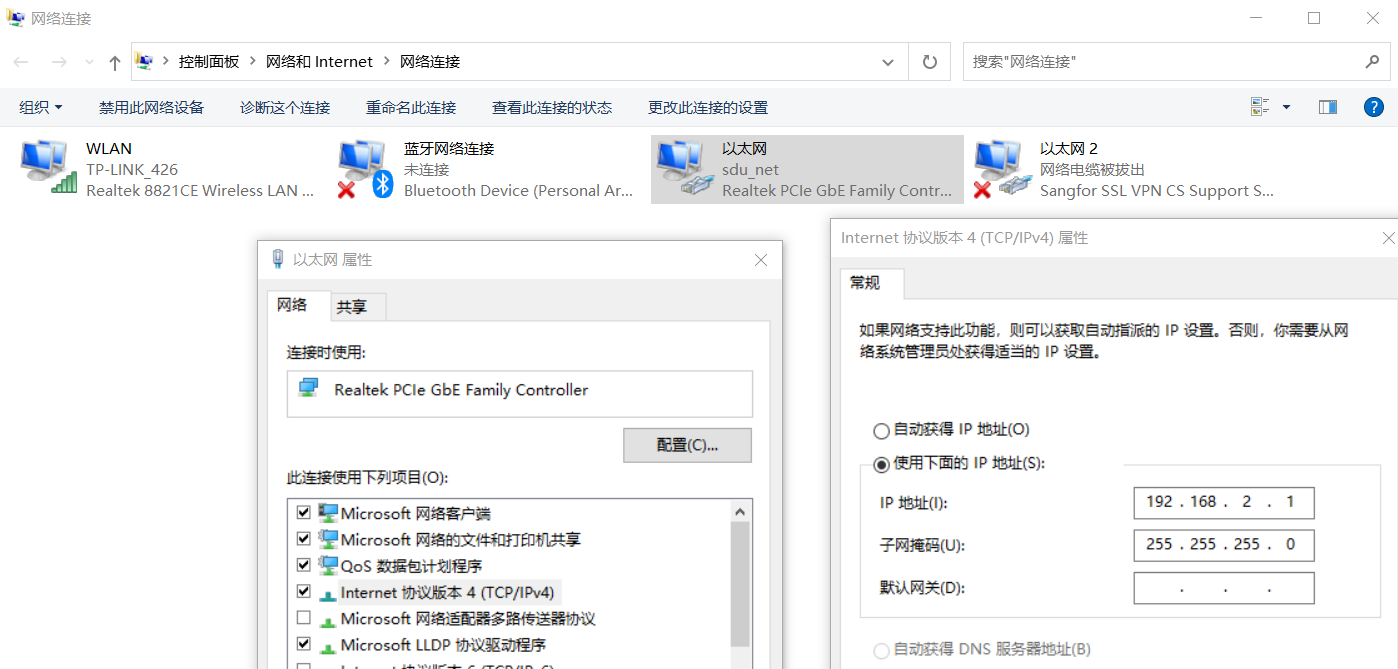 网络连接
控制面板 > 网络和 Internet > 网络连接
搜索"网络连接"
组织 禁用此网络设备 诊断这个连接 重命名此连接 查看此连接的状态 更改此连接的设置
WLAN
TP-LINK_426
Realtek 8821CE Wireless LAN ...
蓝牙网络连接
未连接
Bluetooth Device (Personal Ar...
以太网
sdu_net
Realtek PCIe GbE Family Contr...
以太网 2
网络电缆被拔出
Sangfor SSL VPN CS Support S...
以太网 属性
网络 共享
连接时使用:
Realtek PCIe GbE Family Controller
配置(C)...
此连接使用下列项目(O):
Microsoft 网络客户端
Microsoft 网络的文件和打印机共享
QoS 数据包计划程序
Internet 协议版本 4 (TCP/IPv4)
Microsoft 网络适配器多路传送器协议
Microsoft LLDP 协议驱动程序
Internet 协议版本 6 (TCP/IPv6)
Internet 协议版本 4 (TCP/IPv4) 属性
常规
如果网络支持此功能，则可以获取自动指派的 IP 设置。否则，你需要从网
络系统管理员处获得适当的 IP 设置。
自动获得 IP 地址(O)
使用下面的 IP 地址(S):
IP 地址(I): 192 . 168 . 2 . 1
子网掩码(U): 255 . 255 . 255 . 0
默认网关(D): . . .
自动获得 DNS 服务器地址(B)